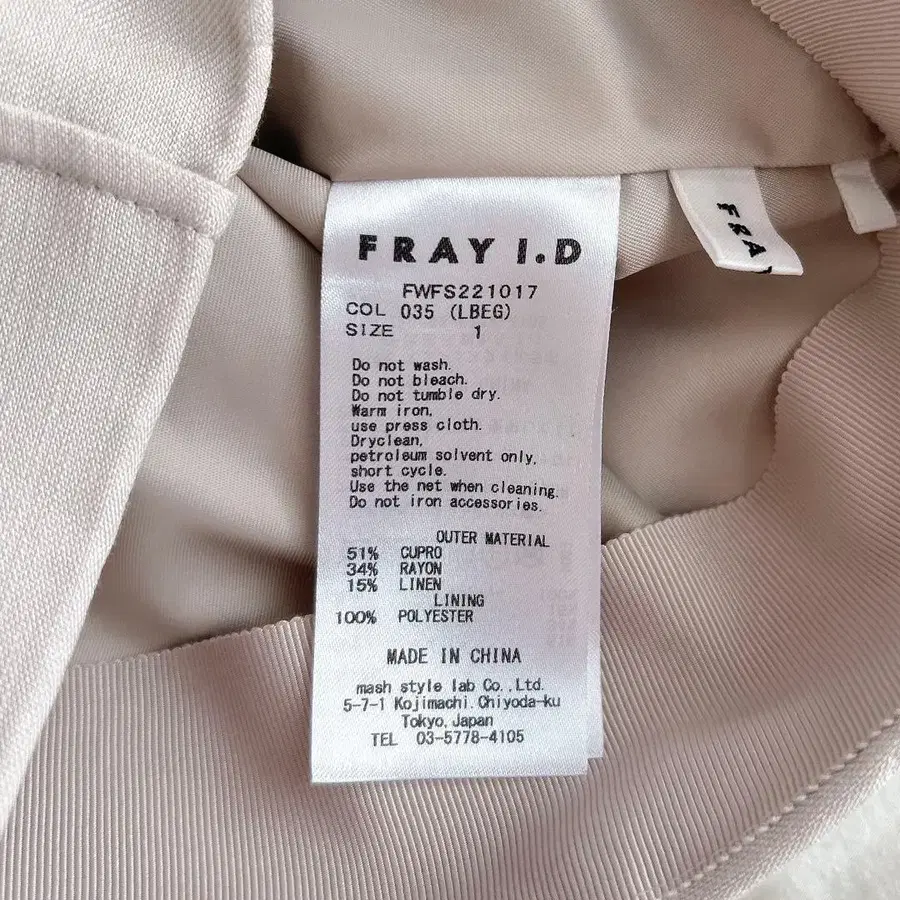 FRAY I.D
FWFS221017
COL 035 (LBEG)
SIZE 1
Do not wash.
Do not bleach.
Do not tumble dry.
Warm iron,
use press cloth.
Dryclean,
petroleum solvent only,
short cycle.
Use the net when cleaning.
Do not iron accessories.
OUTER MATERIAL
51% CUPRO
34% RAYON
15% LINEN
LINING
100% POLYESTER
MADE IN CHINA
mash style lab Co.,Ltd.
5-7-1 Kojimachi.Chiyoda-ku
Tokyo,Japan
TEL 03-5778-4105
FRA